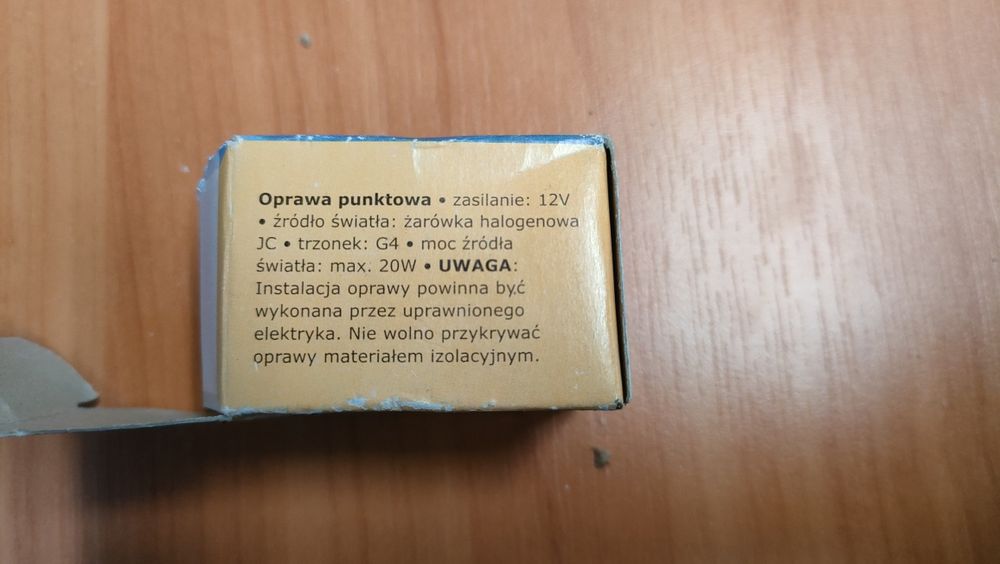 Oprawa punktowa • zasilanie: 12V
• źródło światła: żarówka halogenowa
JC • trzonek: G4 • moc źródła
światła: max. 20W • UWAGA:
Instalacja oprawy powinna być
wykonana przez uprawnionego
elektryka. Nie wolno przykrywać
oprawy materiałem izolacyjnym.